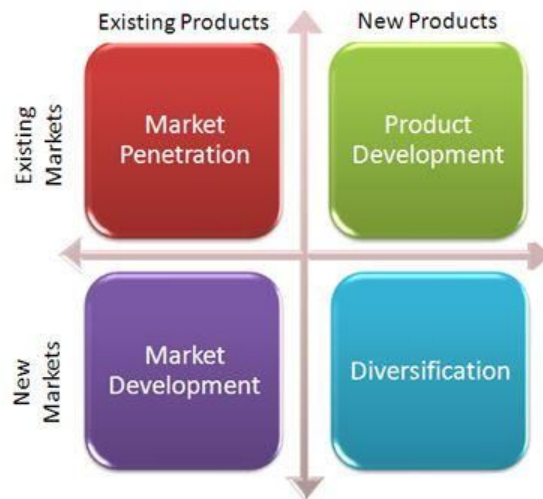 Existing Products
New Products
Existing
Markets
Market
Penetration
Product
Development
New
Markets
Market
Development
Diversification